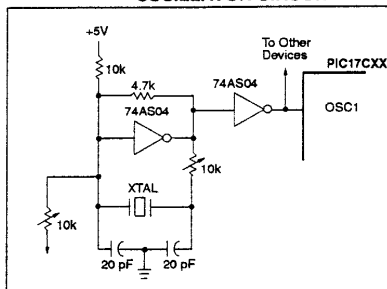 +5V
To Other
Devices
PIC17CXX
10k
4.7k
74AS04
74AS04
OSC1
10k
XTAL
10k
20 pF
20 pF